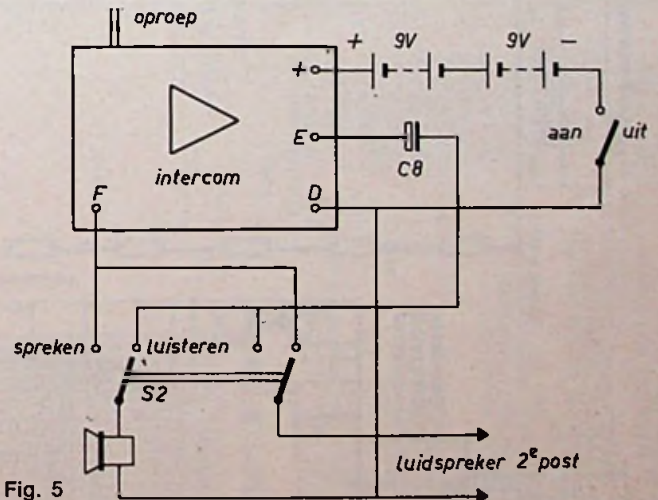 oproep
+ 9V 9V −
+
E
aan uit
C8
intercom
F
D
spreken luisteren
S2
luidspreker 2e post
Fig. 5